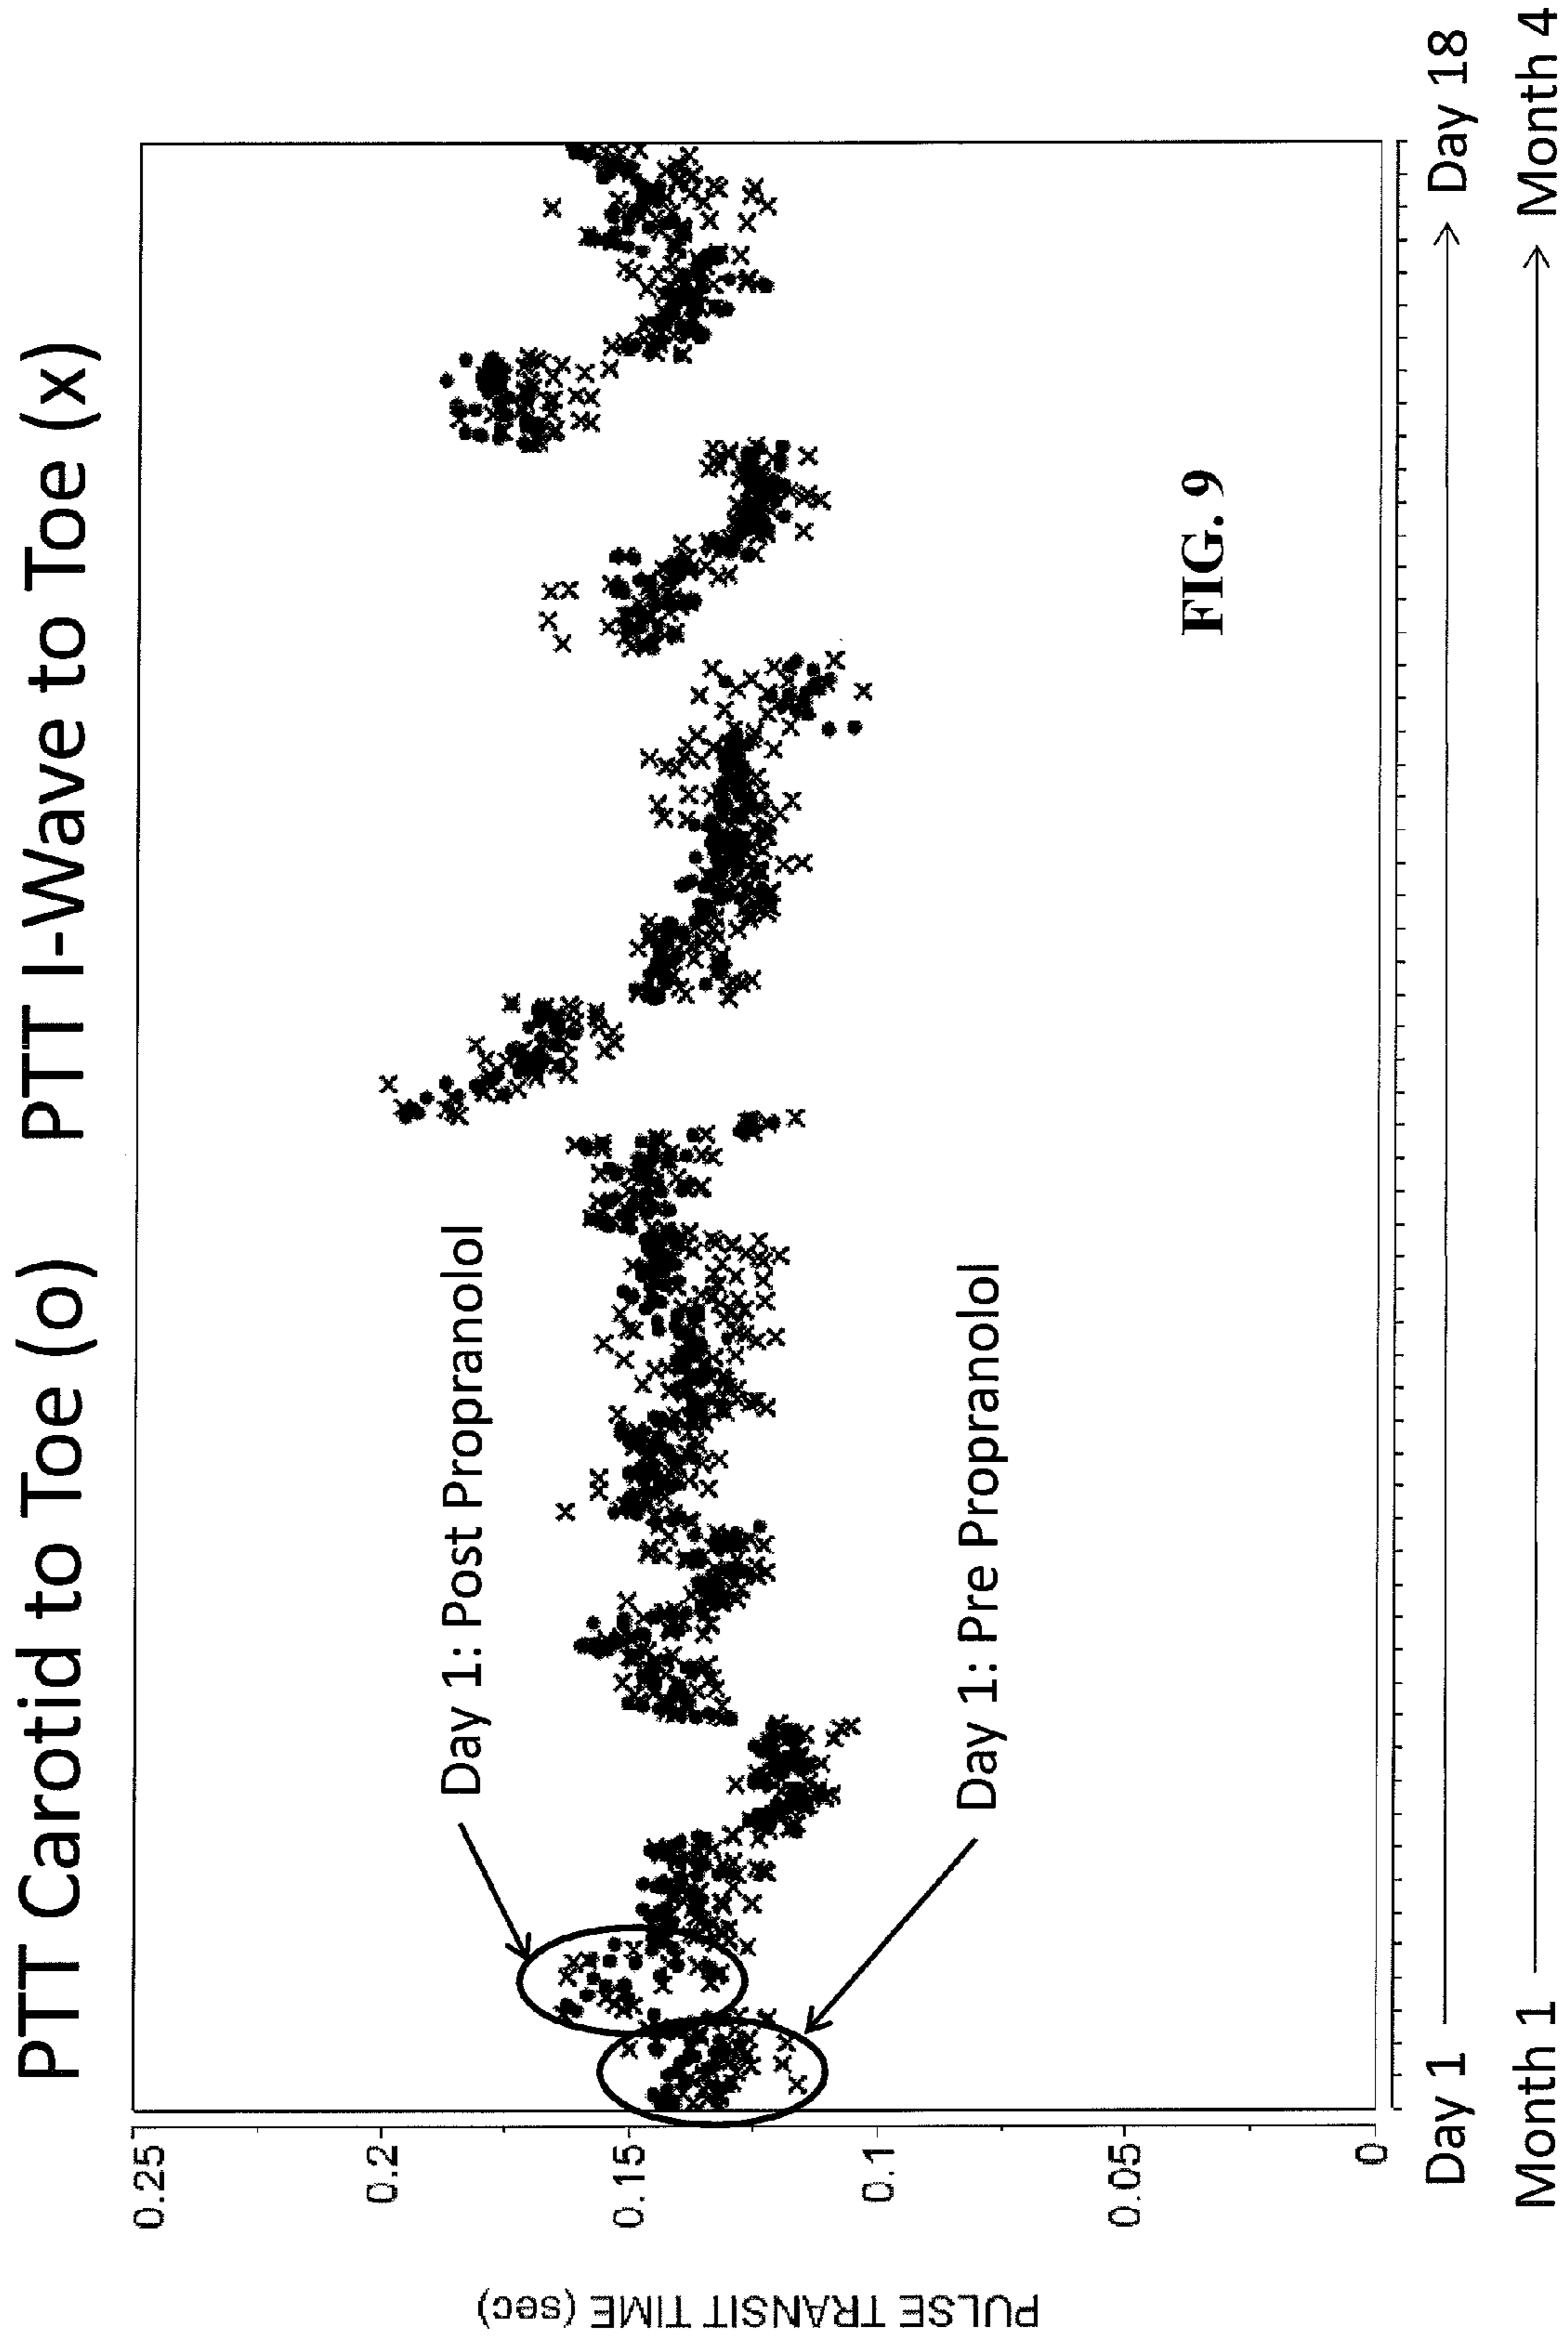 PTT Carotid to Toe (o) PTT I-Wave to Toe (x)
PULSE TRANSIT TIME (sec)
0.25
0.2
0.15
0.1
0.05
0
Day 1: Post Propranolol
Day 1: Pre Propranolol
FIG. 9
Day 1 Day 18
Month 1 Month 4